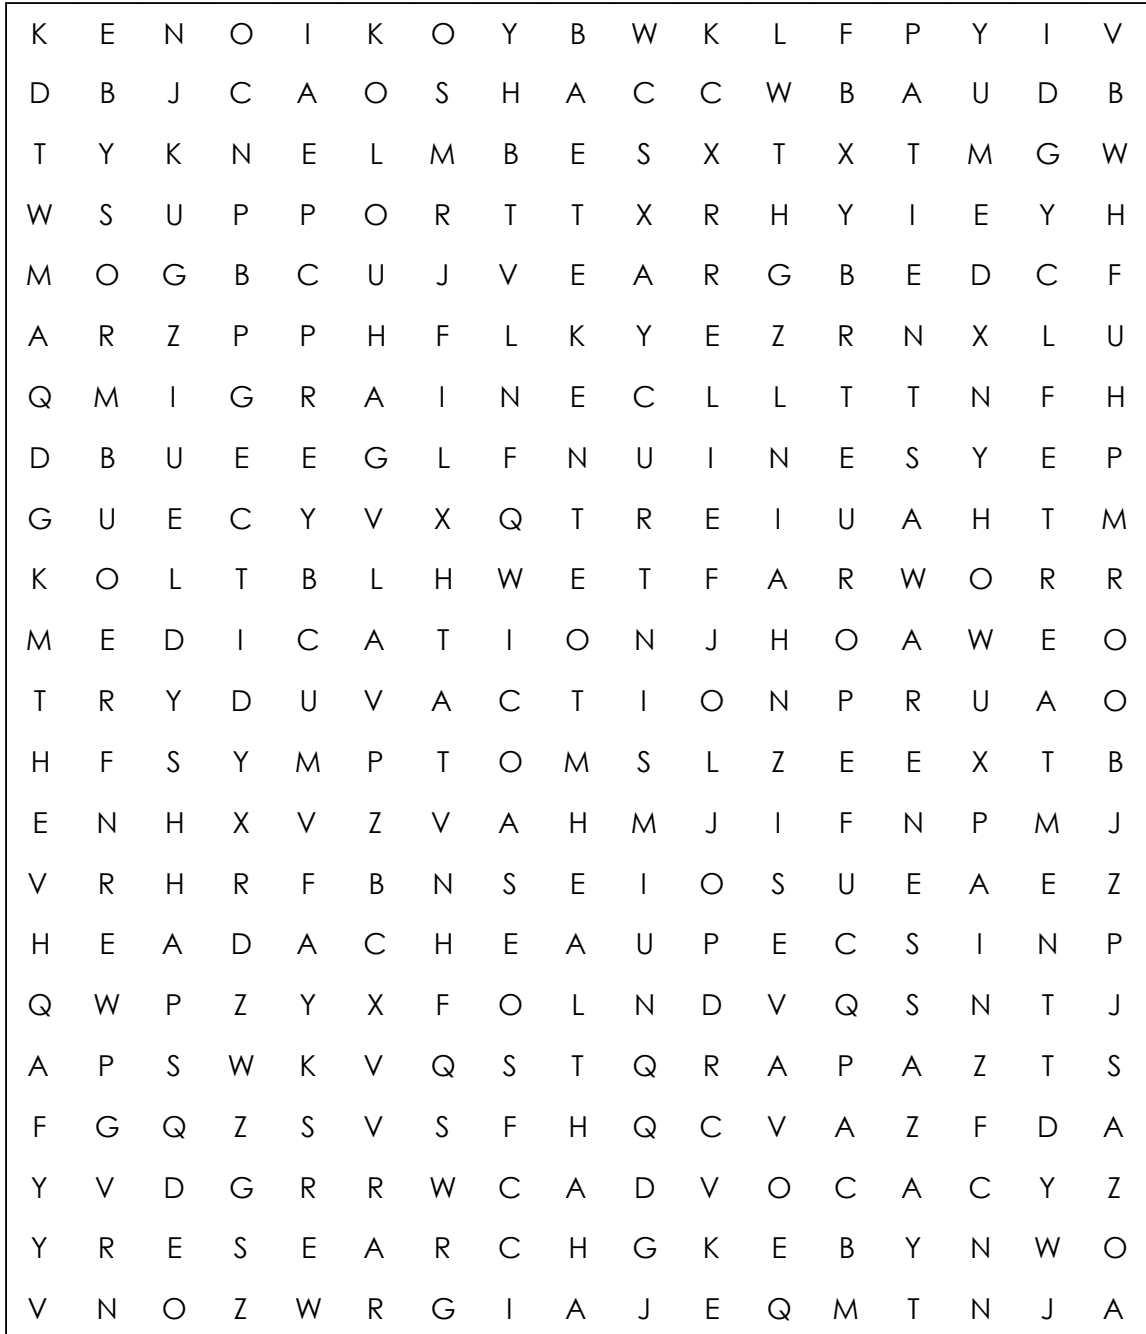 K E N O I K O Y B W K L F P Y I V
D B J C A O S H A C C W B A U D B
T Y K N E L M B E S X T X T M G W
W S U P P O R T T X R H Y I E Y H
M O G B C U J V E A R G B E D C F
A R Z P P H F L K Y E Z R N X L U
Q M I G R A I N E C L L T T N F H
D B U E E G L F N U I N E S Y E P
G U E C Y V X Q T R E I U A H T M
K O L T B L H W E T F A R W O R R
M E D I C A T I O N J H O A W E O
T R Y D U V A C T I O N P R U A O
H F S Y M P T O M S L Z E E X T B
E N H X V Z V A H M J I F N P M J
V R H R F B N S E I O S U E A E Z
H E A D A C H E A U P E C S I N P
Q W P Z Y X F O L N D V Q S N T J
A P S W K V Q S T Q R A P A Z T S
F G Q Z S V S F H Q C V A Z F D A
Y V D G R R W C A D V O C A C Y Z
Y R E S E A R C H G K E B Y N W O
V N O Z W R G I A J E Q M T N J A